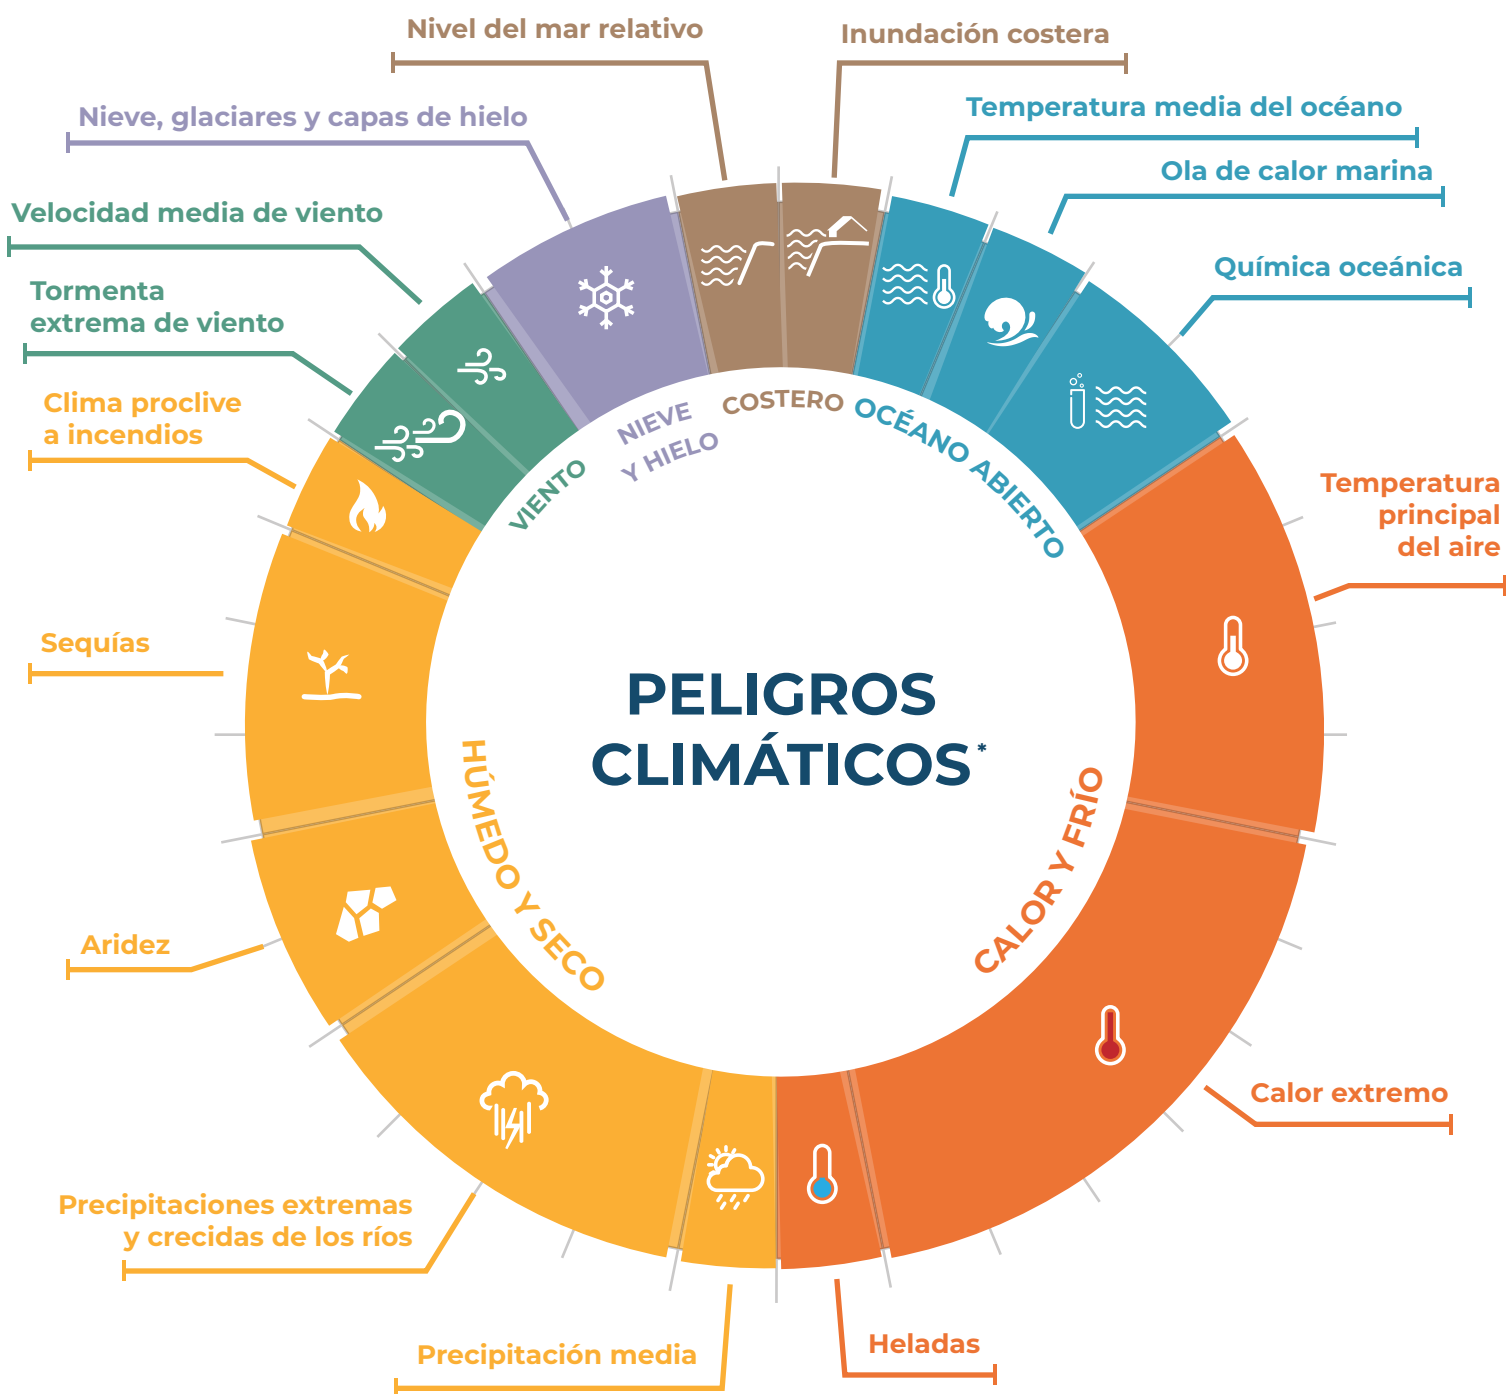 Nivel del mar relativo
Inundación costera
Nieve, glaciares y capas de hielo
Temperatura media del océano
Ola de calor marina
Velocidad media de viento
Química oceánica
Tormenta
extrema de viento
Clima proclive
a incendios
Temperatura
principal
del aire
Sequías
Aridez
Calor extremo
Precipitaciones extremas
y crecidas de los ríos
Precipitación media
Heladas
VIENTO
NIEVE
Y HIELO
COSTERO
OCÉANO ABIERTO
HÚMEDO Y SECO
CALOR Y FRÍO
PELIGROS
CLIMÁTICOS*